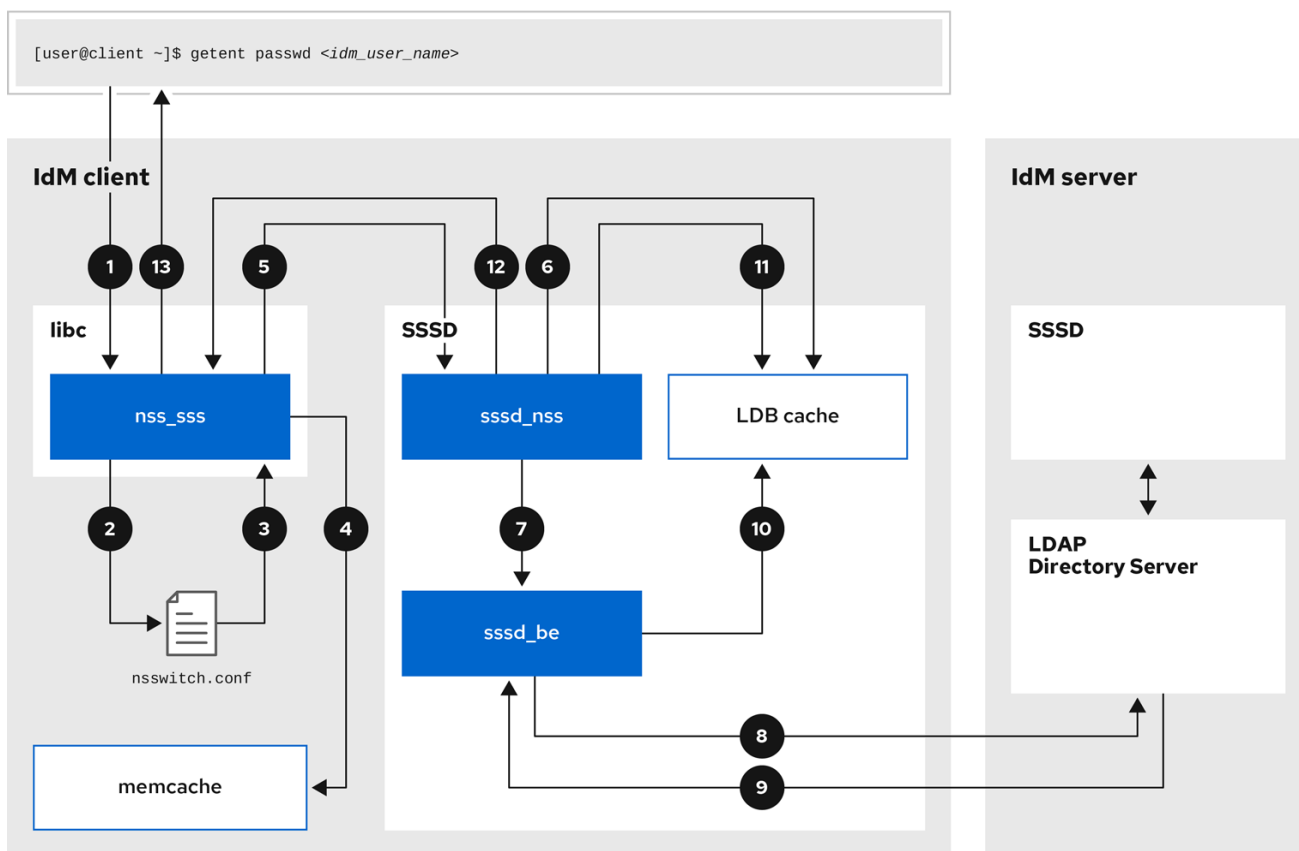 [user@client ~]$ getent passwd <idm_user_name>
IdM client
IdM server
1
13
5
12
6
11
libc
SSSD
SSSD
nss_sss
sssd_nss
LDB cache
2
3
4
7
10
LDAP
Directory Server
sssd_be
nsswitch.conf
8
memcache
9